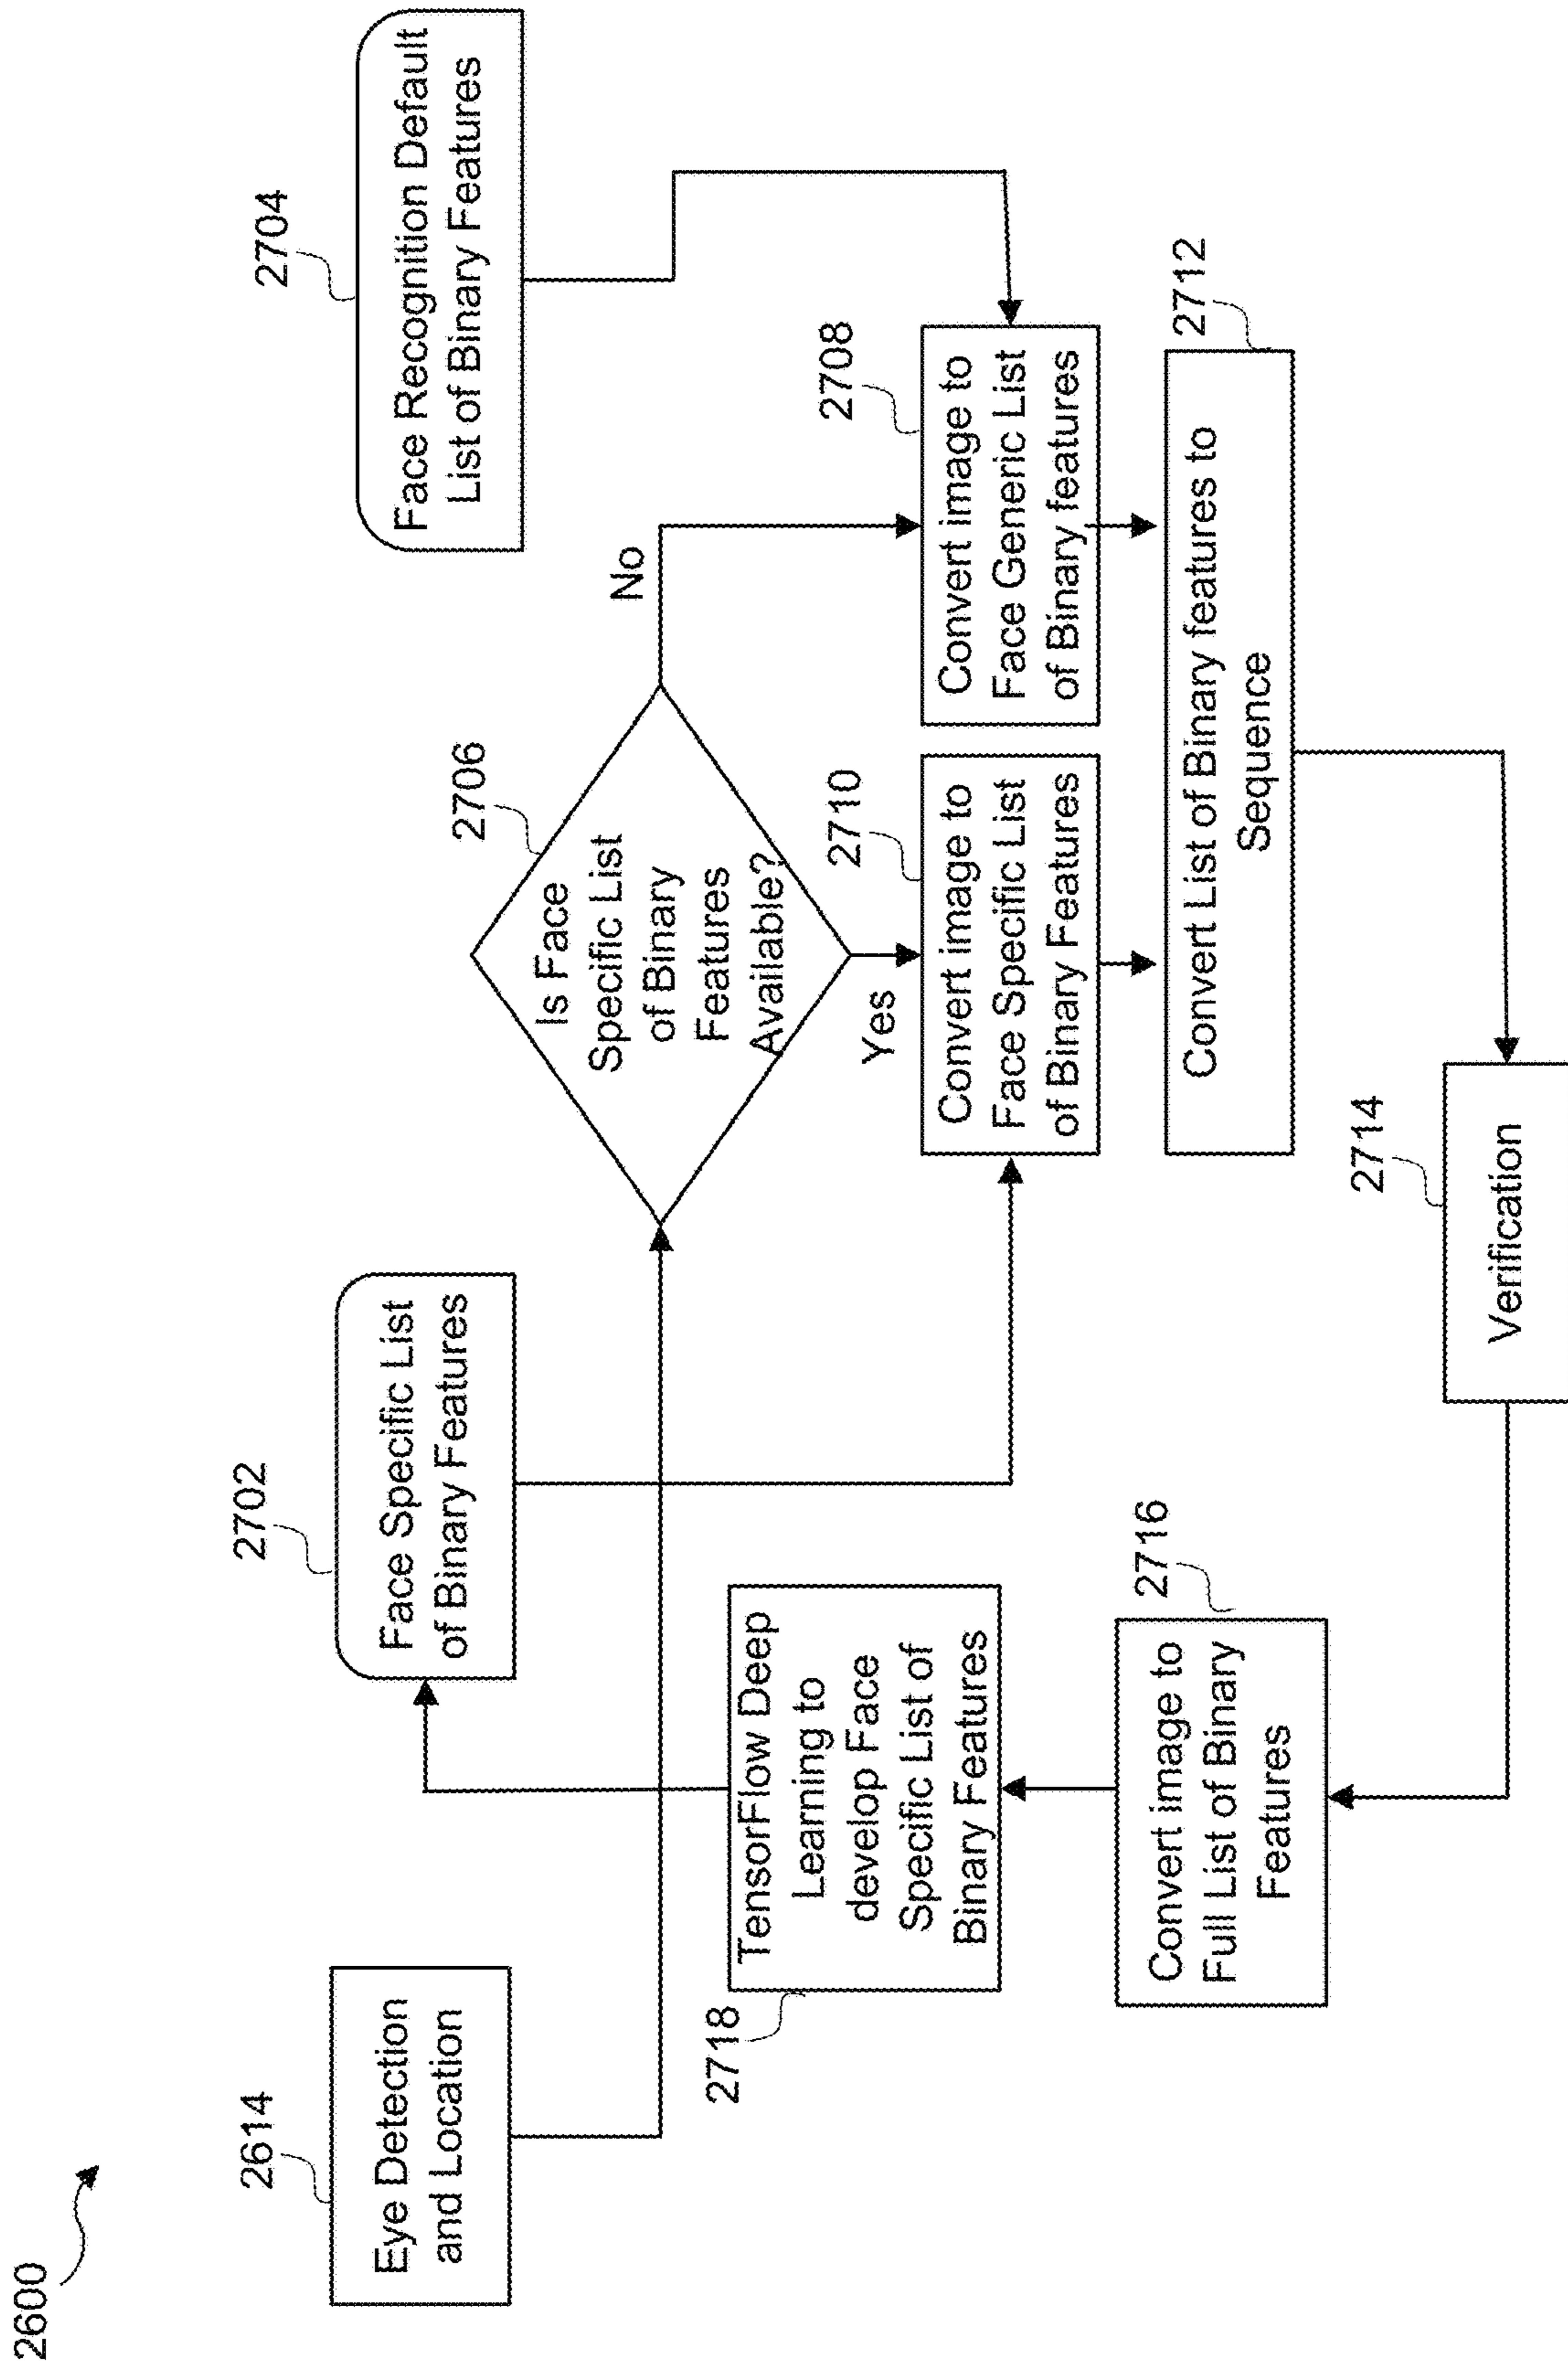 2600
2614
Eye Detection
and Location
2702
Face Specific List
of Binary Features
2704
Face Recognition Default
List of Binary Features
2706
Is Face
Specific List
of Binary
Features
Available?
No
Yes
2718
TensorFlow Deep
Learning to
develop Face
Specific List of
Binary Features
2710
Convert image to
Face Specific List
of Binary Features
2708
Convert image to
Face Generic List
of Binary features
2716
Convert image to
Full List of Binary
Features
2712
Convert List of Binary features to
Sequence
2714
Verification